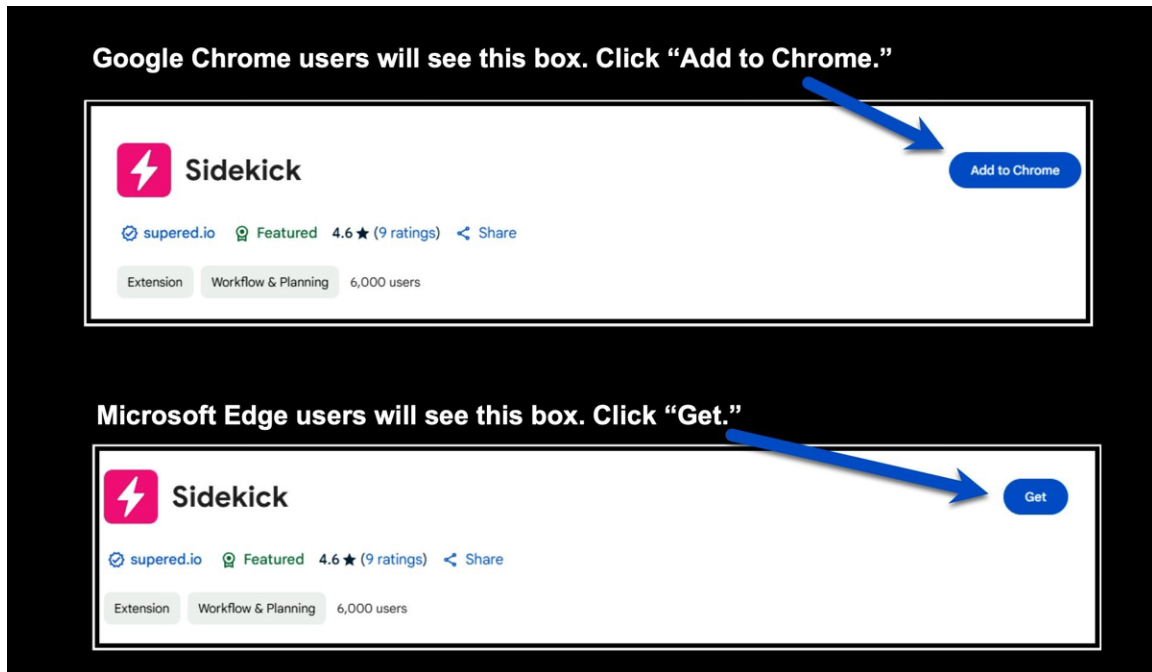 Google Chrome users will see this box. Click “Add to Chrome.”
Sidekick
Add to Chrome
supered.io Featured 4.6★ (9 ratings) Share
Extension Workflow & Planning 6,000 users
Microsoft Edge users will see this box. Click “Get.”
Sidekick
Get
supered.io Featured 4.6★ (9 ratings) Share
Extension Workflow & Planning 6,000 users